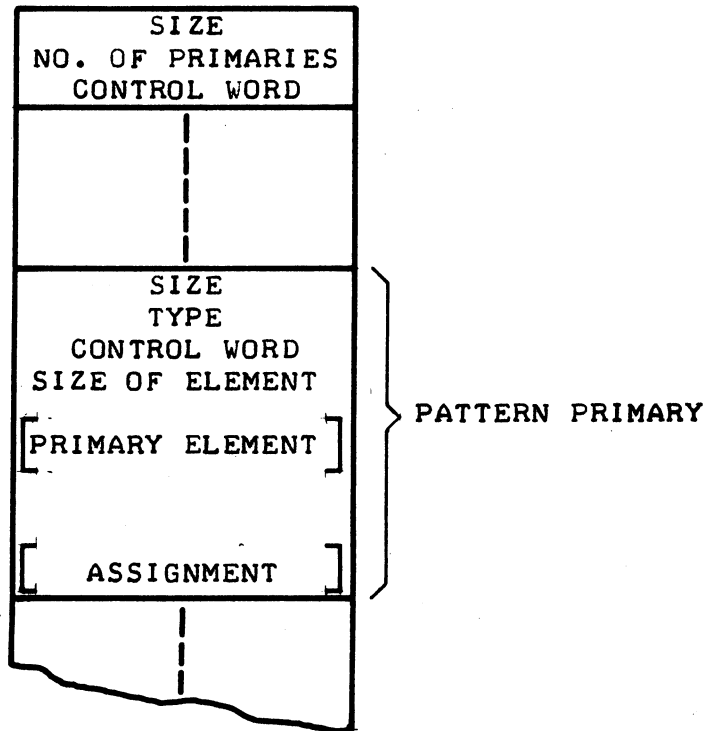 SIZE
NO. OF PRIMARIES
CONTROL WORD
SIZE
TYPE
CONTROL WORD
SIZE OF ELEMENT
[PRIMARY ELEMENT]
[ASSIGNMENT]
PATTERN PRIMARY